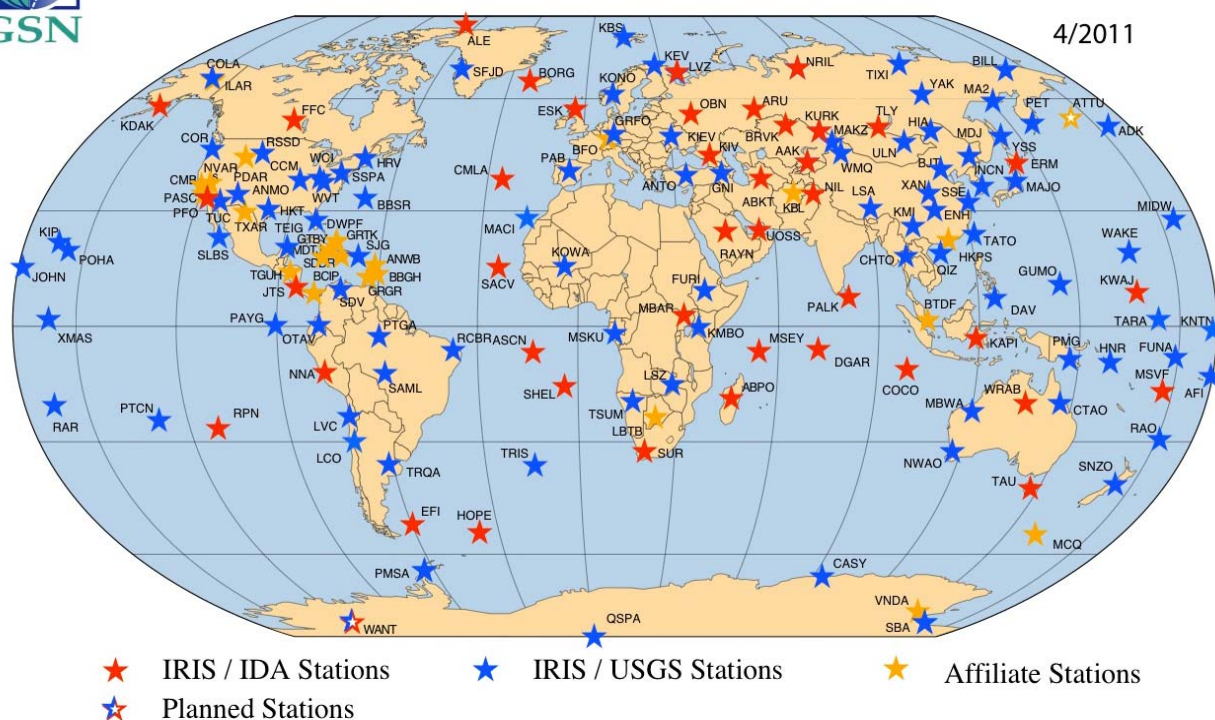 GSN
4/2011
KBS
ALE
COLA
ILAR
SFJD
BORG
KEV
LVZ
NRIL
TIXI
BILL
KDAK
FFC
KONO
ESK
OBN
ARU
YAK
MA2
PET
ATTU
ADK
COR
RSSD
GRFO
KURK
TLY
HIA
MDJ
YSS
NVAR
CCM
WCI
HRV
BFO
KIEV
KIV
BRVK
MAKZ
AAK
ULN
BJT
INCN
ERM
PDAR
SSPA
CMLA
PAB
WMQ
CMB
PASC
ANMO
WVT
BBSR
ANTO
GNI
ABKT
KBL
NIL
LSA
XAN
SSE
MAJO
PFO
TUC
TXAR
HKT
TEIG
DWPF
MACI
KMI
ENH
MIDW
KIP
POHA
SLBS
GTBY
GRTK
MDT
SJG
RAYN
UOSS
TATO
WAKE
JOHN
ANWB
KOWA
CHTO
QIZ
HKPS
TGUH
BCIP
BBGH
SACV
FURI
GUMO
KWAJ
JTS
GRGR
SDV
MBAR
PALK
BTDF
DAV
XMAS
PAYG
OTAV
PTGA
RCBR
ASCN
MSKU
KMBO
MSEY
DGAR
KAPI
PMG
TARA
KNTN
HNR
FUNA
NNA
SAML
SHEL
LSZ
ABPO
COCO
WRAB
MSVF
AFI
RAR
PTCN
RPN
LVC
TSUM
LBTB
MBWA
CTAO
RAO
LCO
TRQA
TRIS
SUR
NWAO
TAU
SNZO
EFI
HOPE
MCQ
PMSA
CASY
WANT
QSPA
VNDA
SBA
IRIS / IDA Stations
IRIS / USGS Stations
Affiliate Stations
Planned Stations